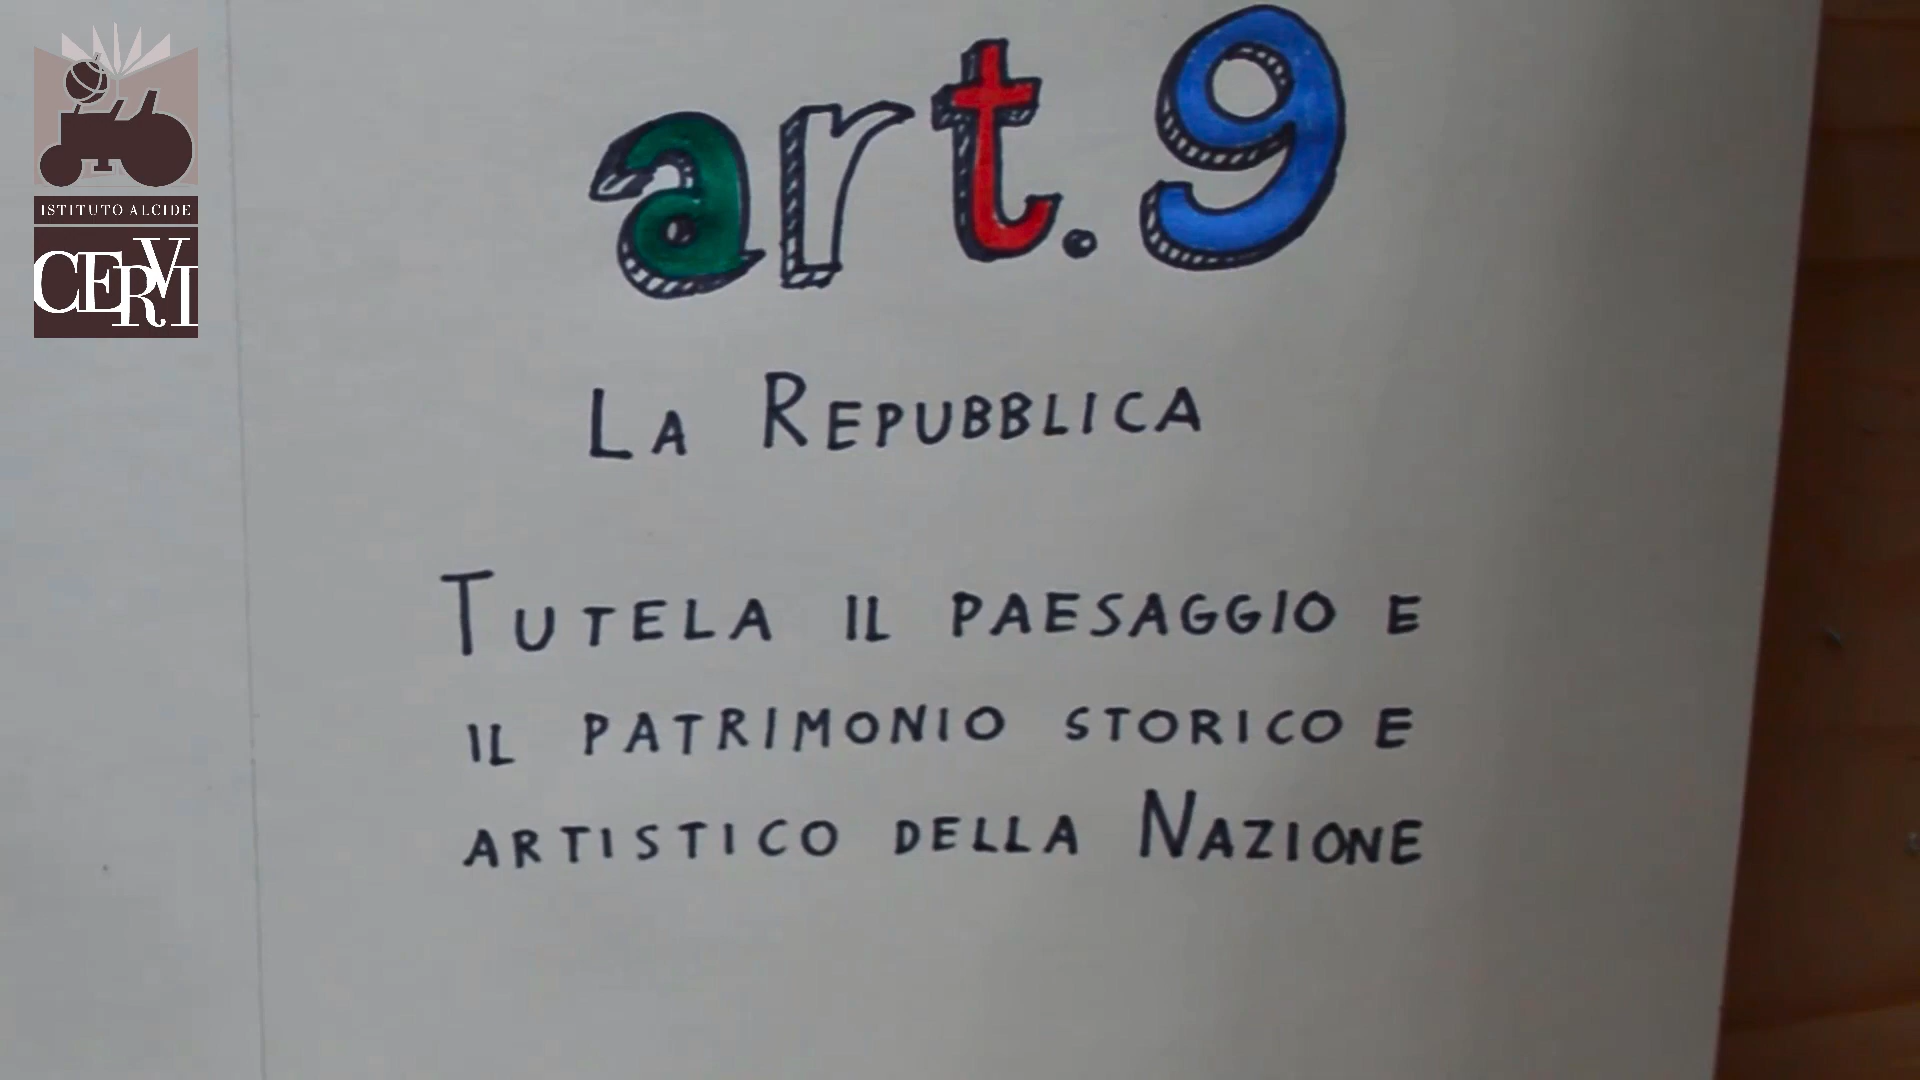 ISTITUTO ALCIDE
CERVI
art. 9
LA REPUBBLICA
TUTELA IL PAESAGGIO E
IL PATRIMONIO STORICO E
ARTISTICO DELLA NAZIONE